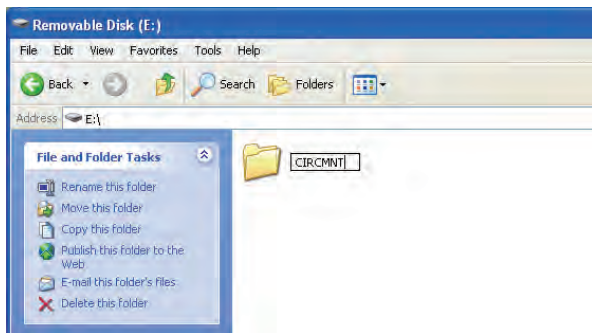 Removable Disk (E:)
File Edit View Favorites Tools Help
Back Search Folders
Address E:\
File and Folder Tasks
CIRCMNT
Rename this folder
Move this folder
Copy this folder
Publish this folder to the
Web
E-mail this folder's files
Delete this folder